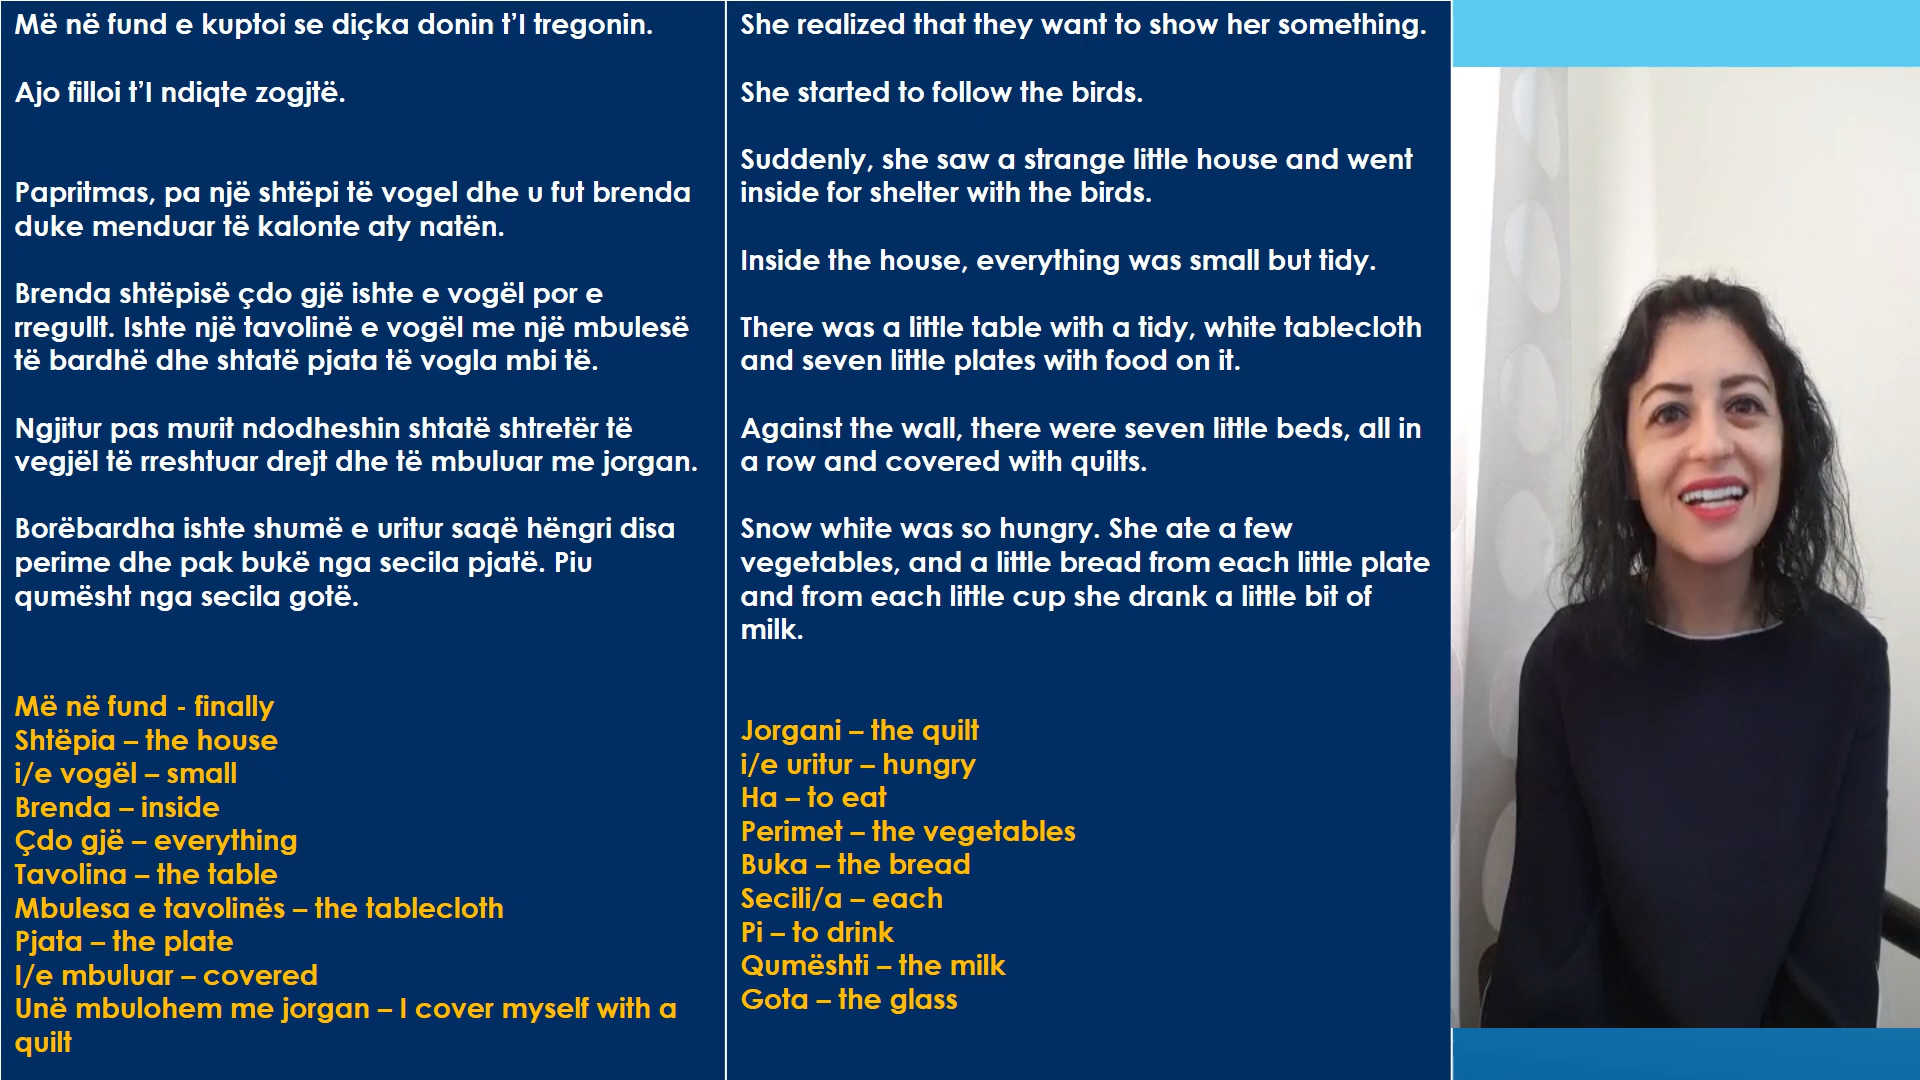 Më në fund e kuptoi se diçka donin t’I tregonin.
Ajo filloi t’I ndiqte zogjtë.
Papritmas, pa një shtëpi të vogel dhe u fut brenda
duke menduar të kalonte aty natën.
Brenda shtëpisë çdo gjë ishte e vogël por e
rregullt. Ishte një tavolinë e vogël me një mbulesë
të bardhë dhe shtatë pjata të vogla mbi të.
Ngjitur pas murit ndodheshin shtatë shtretër të
vegjël të rreshtuar drejt dhe të mbuluar me jorgan.
Borëbardha ishte shumë e uritur saqë hëngri disa
perime dhe pak bukë nga secila pjatë. Piu
qumësht nga secila gotë.
Më në fund - finally
Shtëpia – the house
i/e vogël – small
Brenda – inside
Çdo gjë – everything
Tavolina – the table
Mbulesa e tavolinës – the tablecloth
Pjata – the plate
I/e mbuluar – covered
Unë mbulohem me jorgan – I cover myself with a
quilt
She realized that they want to show her something.
She started to follow the birds.
Suddenly, she saw a strange little house and went
inside for shelter with the birds.
Inside the house, everything was small but tidy.
There was a little table with a tidy, white tablecloth
and seven little plates with food on it.
Against the wall, there were seven little beds, all in
a row and covered with quilts.
Snow white was so hungry. She ate a few
vegetables, and a little bread from each little plate
and from each little cup she drank a little bit of
milk.
Jorgani – the quilt
i/e uritur – hungry
Ha – to eat
Perimet – the vegetables
Buka – the bread
Secili/a – each
Pi – to drink
Qumështi – the milk
Gota – the glass